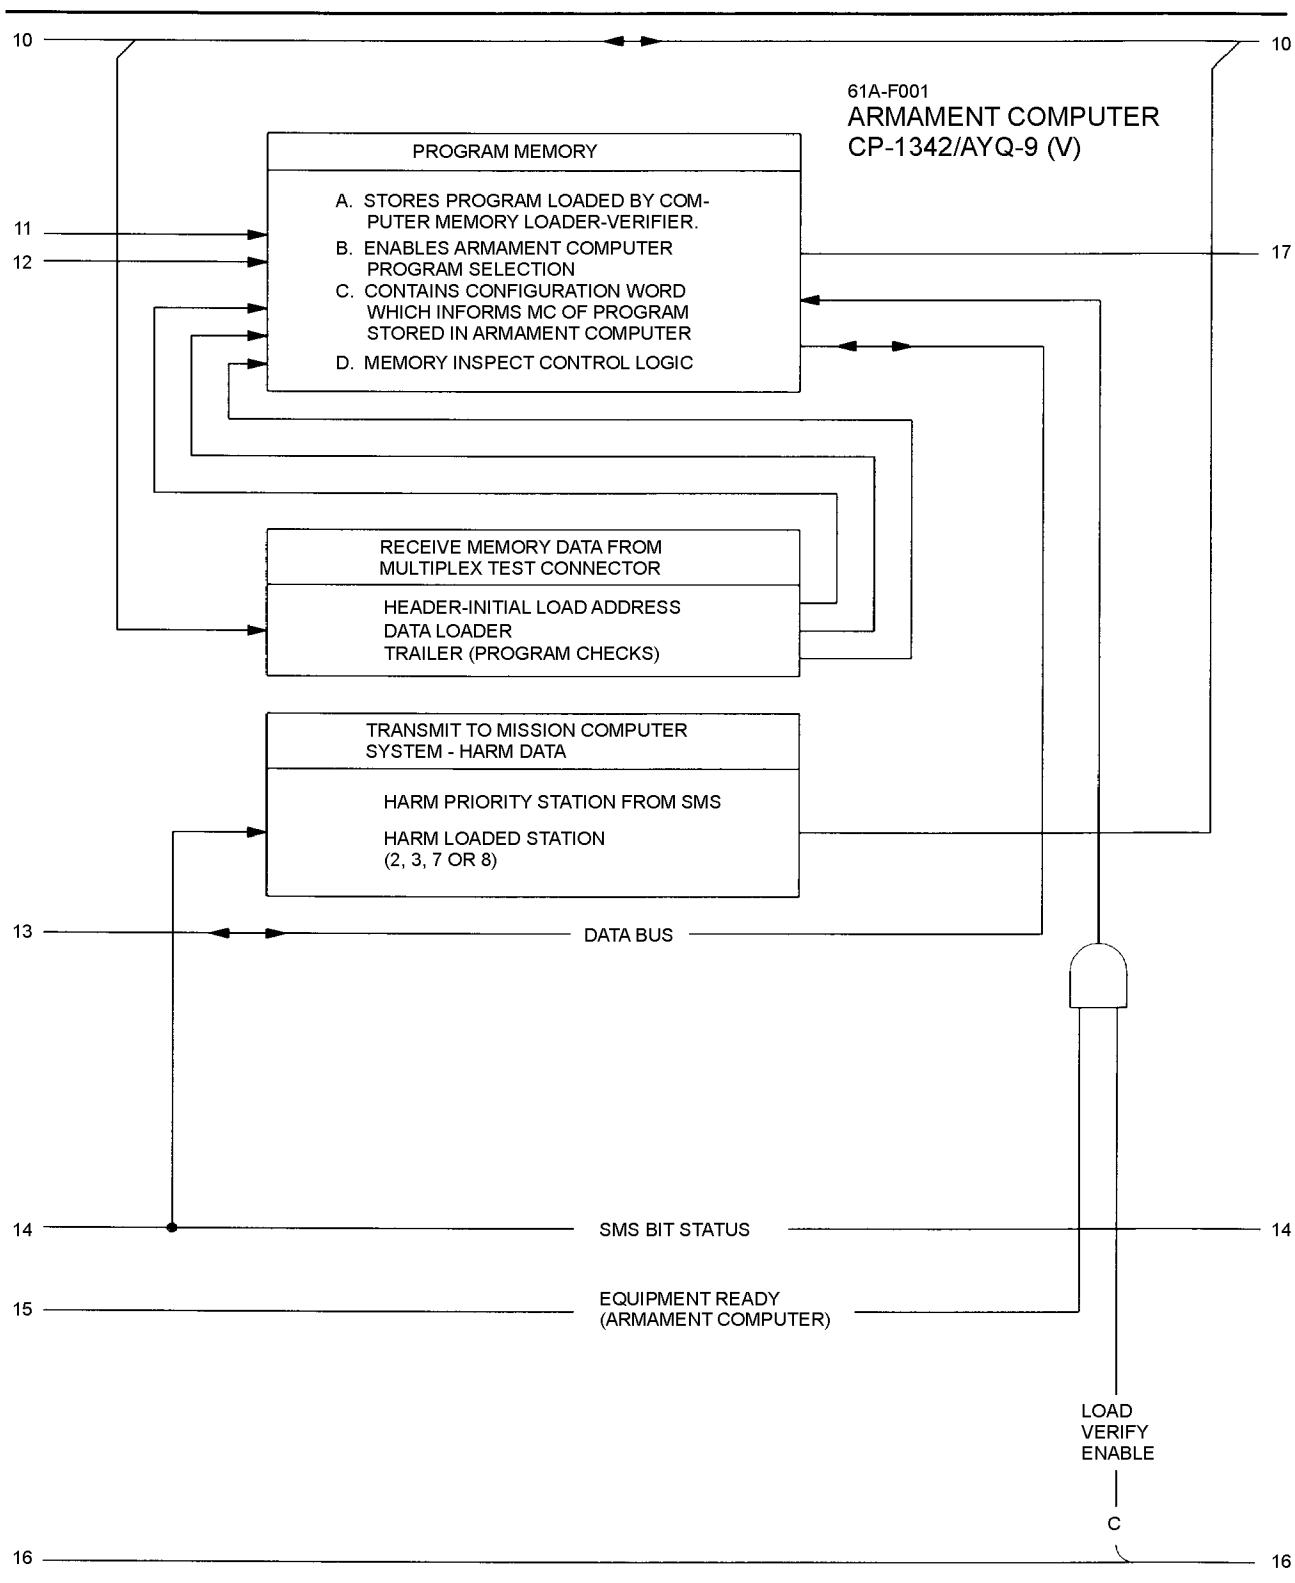 10
10
61A-F001
ARMAMENT COMPUTER
CP-1342/AYQ-9 (V)
PROGRAM MEMORY
A. STORES PROGRAM LOADED BY COM-
PUTER MEMORY LOADER-VERIFIER.
B. ENABLES ARMAMENT COMPUTER
PROGRAM SELECTION
C. CONTAINS CONFIGURATION WORD
WHICH INFORMS MC OF PROGRAM
STORED IN ARMAMENT COMPUTER
D. MEMORY INSPECT CONTROL LOGIC
11
12
17
RECEIVE MEMORY DATA FROM
MULTIPLEX TEST CONNECTOR
HEADER-INITIAL LOAD ADDRESS
DATA LOADER
TRAILER (PROGRAM CHECKS)
TRANSMIT TO MISSION COMPUTER
SYSTEM - HARM DATA
HARM PRIORITY STATION FROM SMS
HARM LOADED STATION
(2, 3, 7 OR 8)
13
DATA BUS
14
SMS BIT STATUS
14
15
EQUIPMENT READY
(ARMAMENT COMPUTER)
LOAD
VERIFY
ENABLE
C
16
16